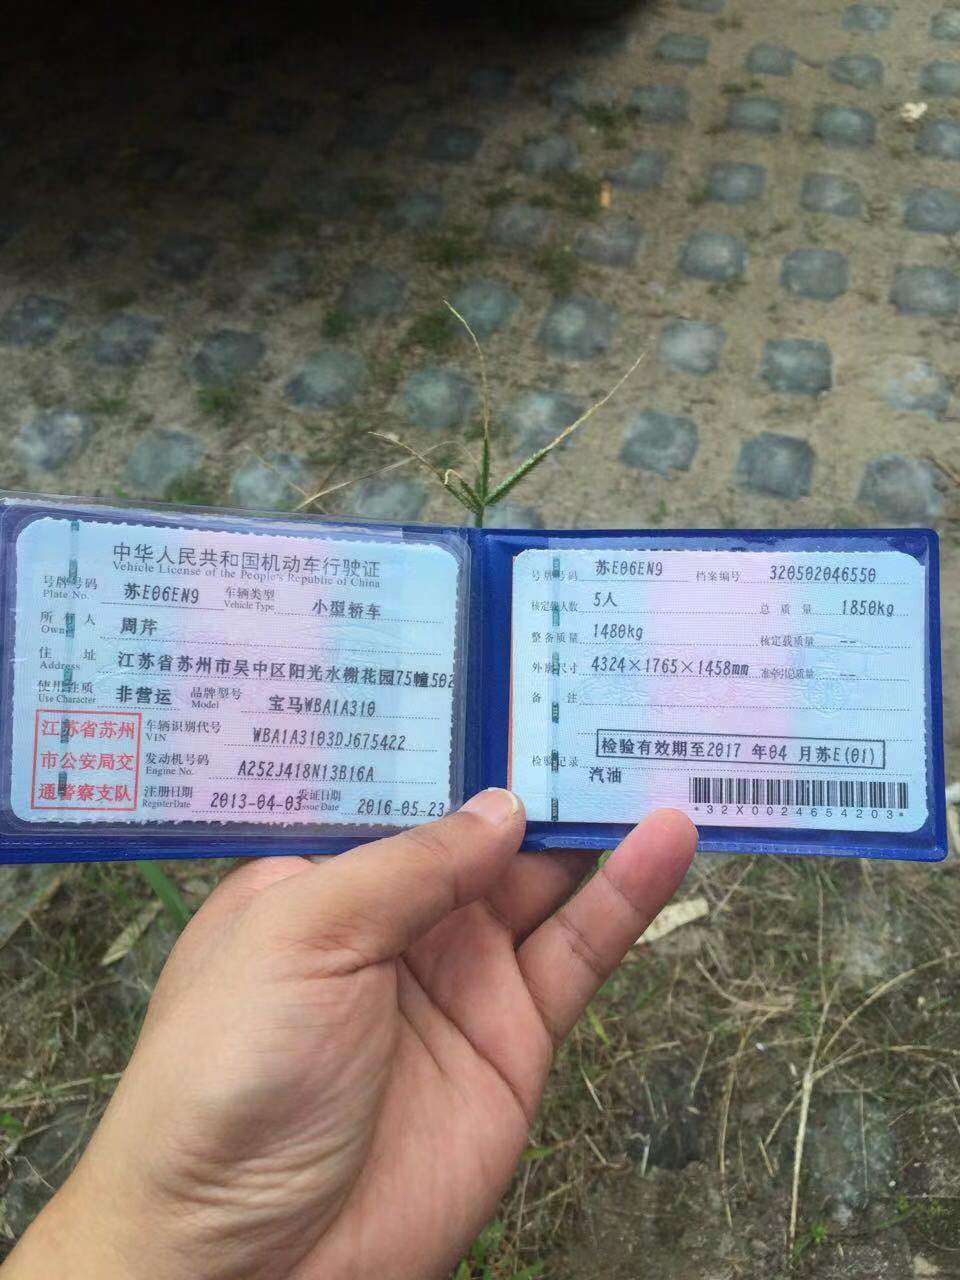 中华人民共和国机动车行驶证
Vehicle License of the People's Republic of China
号牌号码 苏E06EN9 车辆类型 小型轿车
Plate No. Vehicle Type
所有人 周芹
Owner
住址 江苏省苏州市吴中区阳光水榭花园75幢502
Address
使用性质 非营运 品牌型号 宝马WBA1A310
Use Character Model
江苏省苏州
市公安局交
通警察支队
车辆识别代号 WBA1A3103DJ675422
VIN
发动机号码 A252J418N13B16A
Engine No.
注册日期 2013-04-03 发证日期 2016-05-23
Register Date Issue Date
号牌号码 苏E06EN9 档案编号 320502046550
核定载人数 5人 总质量 1850kg
整备质量 1480kg 核定载质量 --
外廓尺寸 4324×1765×1458mm 准牵引总质量 --
备注
检验有效期至2017 年04 月苏E(01)
检验记录
汽油
*32X0024654203*